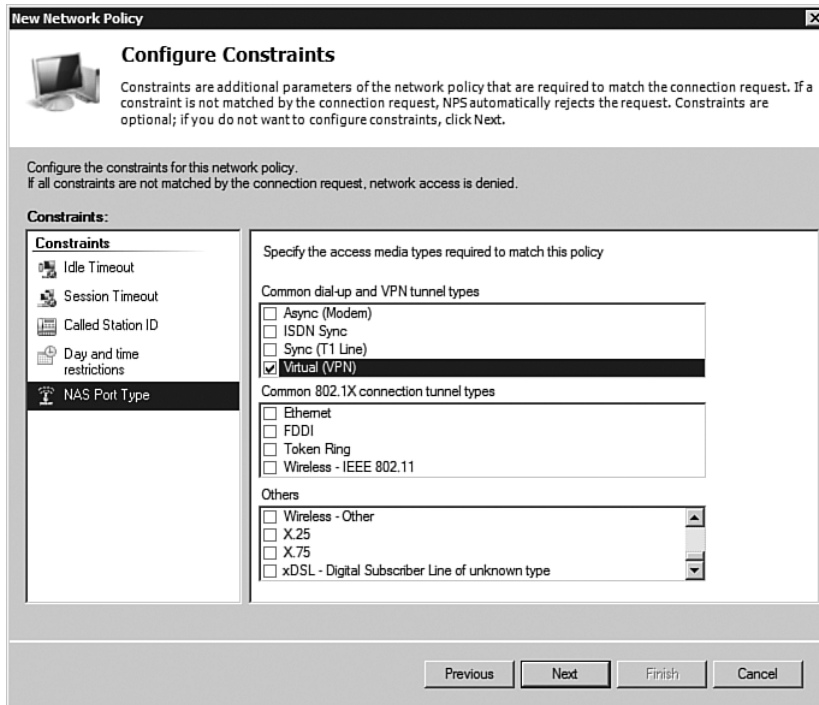 New Network Policy
Configure Constraints
Constraints are additional parameters of the network policy that are required to match the connection request. If a
constraint is not matched by the connection request, NPS automatically rejects the request. Constraints are
optional; if you do not want to configure constraints, click Next.
Configure the constraints for this network policy.
If all constraints are not matched by the connection request, network access is denied.
Constraints:
Constraints
Idle Timeout
Session Timeout
Called Station ID
Day and time
restrictions
NAS Port Type
Specify the access media types required to match this policy
Common dial-up and VPN tunnel types
Async (Modem)
ISDN Sync
Sync (T1 Line)
Virtual (VPN)
Common 802.1X connection tunnel types
Ethernet
FDDI
Token Ring
Wireless - IEEE 802.11
Others
Wireless - Other
X.25
X.75
xDSL - Digital Subscriber Line of unknown type
Previous
Next
Finish
Cancel